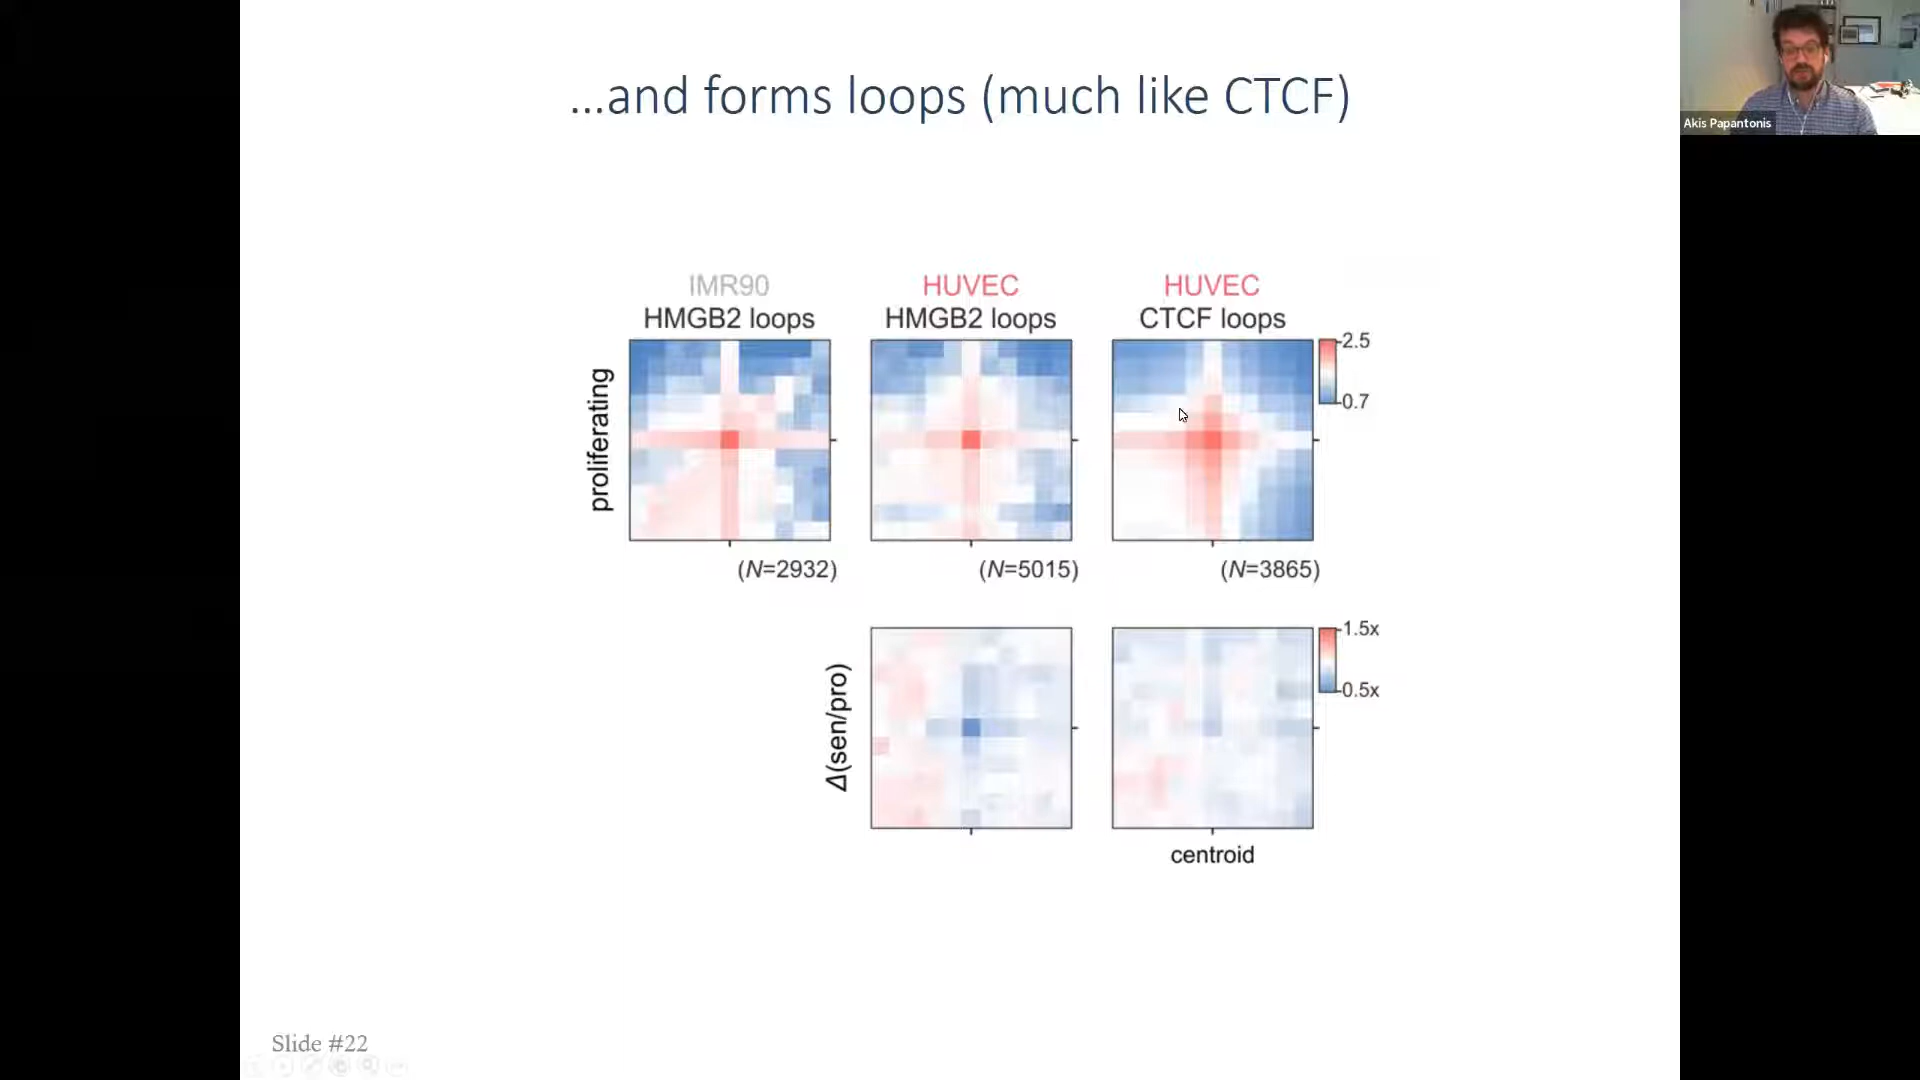 ...and forms loops (much like CTCF)
Akis Papantonis
IMR90
HMGB2 loops
HUVEC
HMGB2 loops
HUVEC
CTCF loops
proliferating
2.5
0.7
(N=2932)
(N=5015)
(N=3865)
Δ(sen/pro)
1.5x
0.5x
centroid
Slide #22